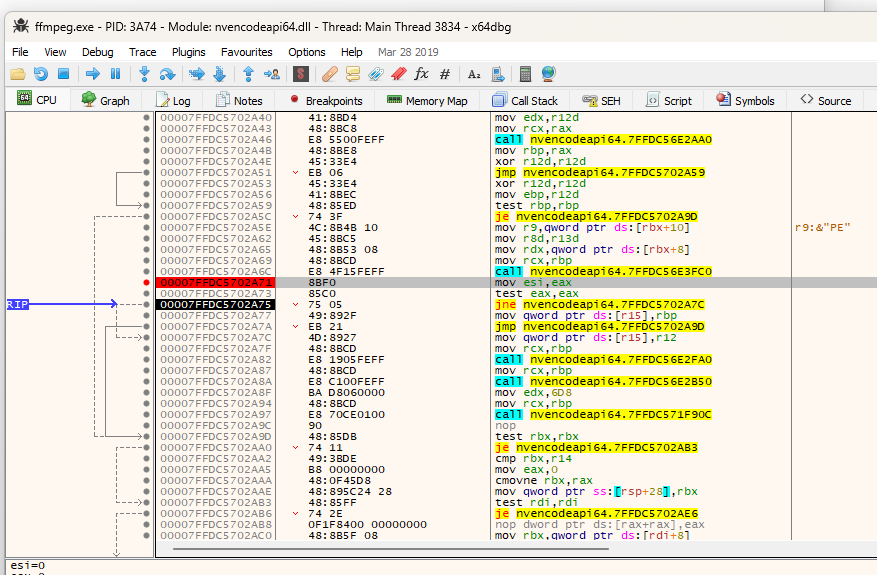 ffmpeg.exe - PID: 3A74 - Module: nvencodeapi64.dll - Thread: Main Thread 3834 - x64dbg
File View Debug Trace Plugins Favourites Options Help Mar 28 2019
CPU Graph Log Notes Breakpoints Memory Map Call Stack SEH Script Symbols Source
00007FFDC5702A40 41:8BD4 mov edx,r12d
00007FFDC5702A43 48:8BC8 mov rcx,rax
00007FFDC5702A46 E8 5500FEFF call nvencodeapi64.7FFDC56E2AA0
00007FFDC5702A4B 48:8BE8 mov rbp,rax
00007FFDC5702A4E 45:33E4 xor r12d,r12d
00007FFDC5702A51 EB 06 jmp nvencodeapi64.7FFDC5702A59
00007FFDC5702A53 45:33E4 xor r12d,r12d
00007FFDC5702A56 41:8BEC mov ebp,r12d
00007FFDC5702A59 48:85ED test rbp,rbp
00007FFDC5702A5C 74 3F je nvencodeapi64.7FFDC5702A9D
00007FFDC5702A5E 4C:8B4B 10 mov r9,qword ptr ds:[rbx+10] r9:&"PE"
00007FFDC5702A62 45:8BC5 mov r8d,r13d
00007FFDC5702A65 48:8B53 08 mov rdx,qword ptr ds:[rbx+8]
00007FFDC5702A69 48:8BCD mov rcx,rbp
00007FFDC5702A6C E8 4F15FEFF call nvencodeapi64.7FFDC56E3FC0
00007FFDC5702A71 8BF0 mov esi,eax
00007FFDC5702A73 85C0 test eax,eax
RIP 00007FFDC5702A75 75 05 jne nvencodeapi64.7FFDC5702A7C
00007FFDC5702A77 49:892F mov qword ptr ds:[r15],rbp
00007FFDC5702A7A EB 21 jmp nvencodeapi64.7FFDC5702A9D
00007FFDC5702A7C 4D:8927 mov qword ptr ds:[r15],r12
00007FFDC5702A7F 48:8BCD mov rcx,rbp
00007FFDC5702A82 E8 1905FEFF call nvencodeapi64.7FFDC56E2FA0
00007FFDC5702A87 48:8BCD mov rcx,rbp
00007FFDC5702A8A E8 C100FEFF call nvencodeapi64.7FFDC56E2B50
00007FFDC5702A8F BA D8060000 mov edx,6D8
00007FFDC5702A94 48:8BCD mov rcx,rbp
00007FFDC5702A97 E8 70CE0100 call nvencodeapi64.7FFDC571F90C
00007FFDC5702A9C 90 nop
00007FFDC5702A9D 48:85DB test rbx,rbx
00007FFDC5702AA0 74 11 je nvencodeapi64.7FFDC5702AB3
00007FFDC5702AA2 49:3BDE cmp rbx,r14
00007FFDC5702AA5 B8 00000000 mov eax,0
00007FFDC5702AAA 48:0F45D8 cmovne rbx,rax
00007FFDC5702AAE 48:895C24 28 mov qword ptr ss:[rsp+28],rbx
00007FFDC5702AB3 48:85FF test rdi,rdi
00007FFDC5702AB6 74 2E je nvencodeapi64.7FFDC5702AE6
00007FFDC5702AB8 0F1F8400 00000000 nop dword ptr ds:[rax+rax],eax
00007FFDC5702AC0 48:8B5F 08 mov rbx,qword ptr ds:[rdi+8]
esi=0